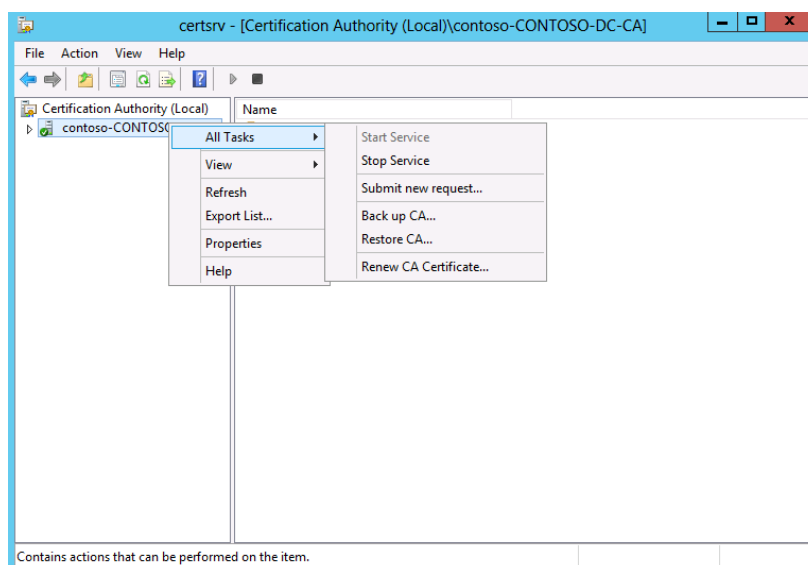 certsrv - [Certification Authority (Local)\contoso-CONTOSO-DC-CA]
File Action View Help
Certification Authority (Local)
Name
contoso-CONTOSO
All Tasks
View
Refresh
Export List...
Properties
Help
Start Service
Stop Service
Submit new request...
Back up CA...
Restore CA...
Renew CA Certificate...
Contains actions that can be performed on the item.